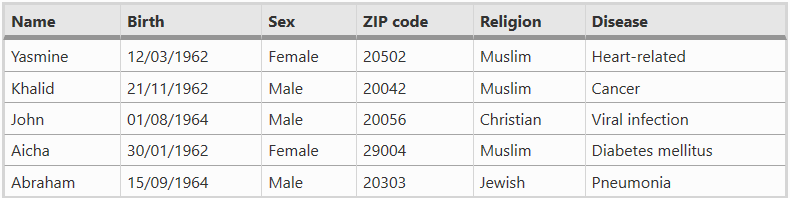 Name Birth Sex ZIP code Religion Disease
Yasmine 12/03/1962 Female 20502 Muslim Heart-related
Khalid 21/11/1962 Male 20042 Muslim Cancer
John 01/08/1964 Male 20056 Christian Viral infection
Aicha 30/01/1962 Female 29004 Muslim Diabetes mellitus
Abraham 15/09/1964 Male 20303 Jewish Pneumonia